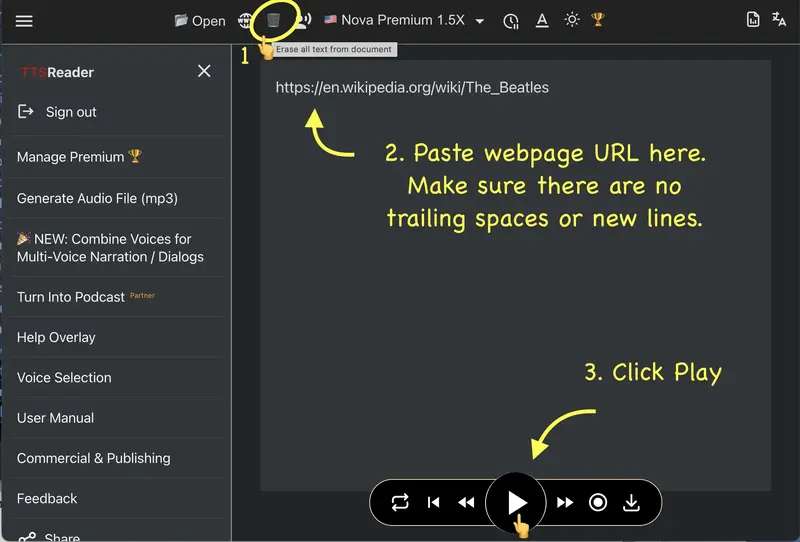 Open
Nova Premium 1.5X
1
Erase all text from document
TTSReader
Sign out
Manage Premium
Generate Audio File (mp3)
NEW: Combine Voices for
Multi-Voice Narration / Dialogs
Turn Into Podcast Partner
Help Overlay
Voice Selection
User Manual
Commercial & Publishing
Feedback
Share
https://en.wikipedia.org/wiki/The_Beatles
2. Paste webpage URL here.
Make sure there are no
trailing spaces or new lines.
3. Click Play